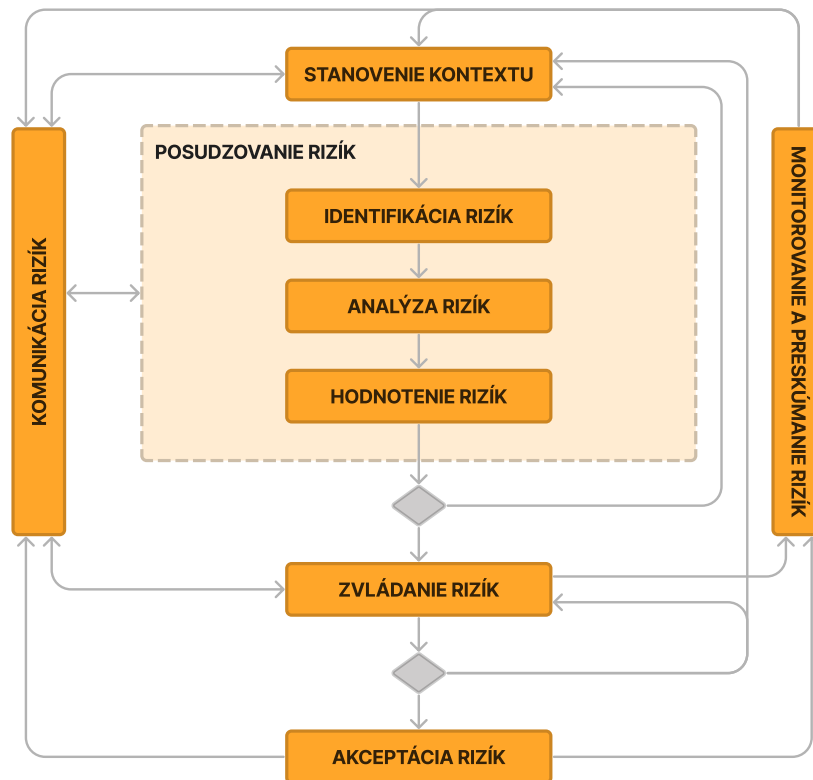 STANOVENIE KONTEXTU
POSUDZOVANIE RIZÍK
IDENTIFIKÁCIA RIZÍK
ANALÝZA RIZÍK
HODNOTENIE RIZÍK
KOMUNIKÁCIA RIZÍK
MONITOROVANIE A PRESKÚMANIE RIZÍK
ZVLÁDANIE RIZÍK
AKCEPTÁCIA RIZÍK